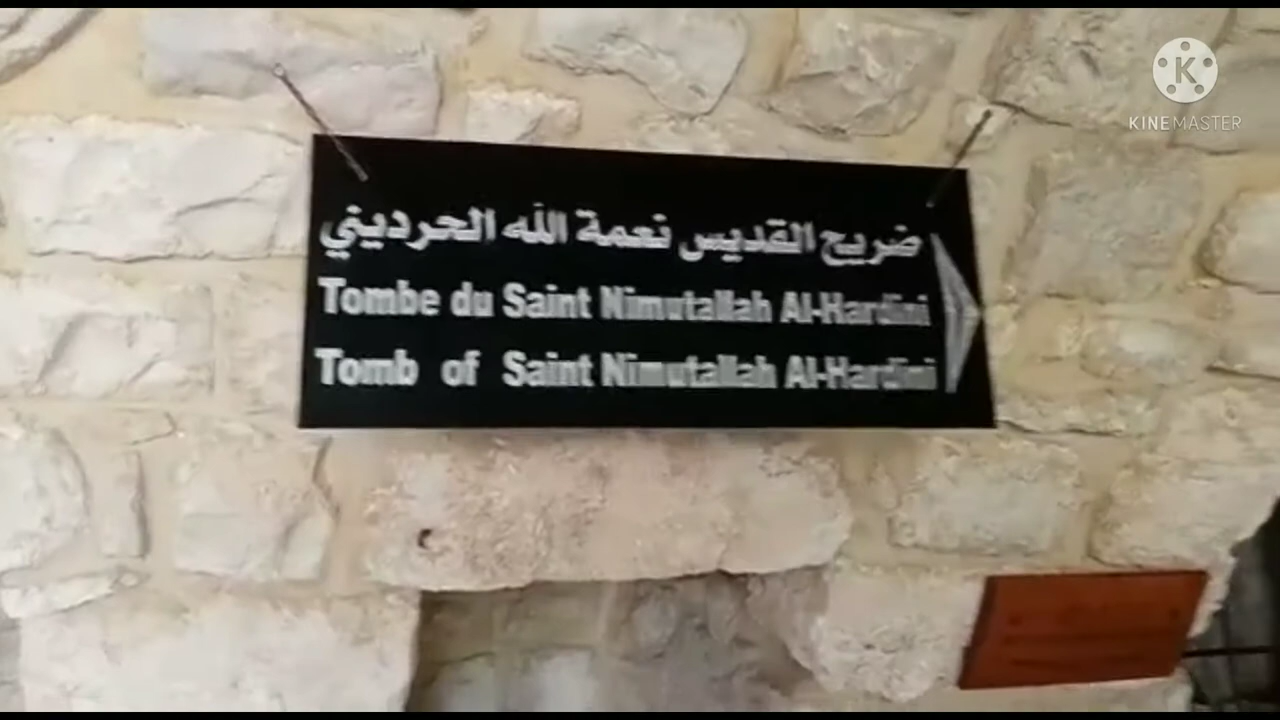 ضريح القديس نعمة الله الحرديني
Tombe du Saint Nimutallah Al-Hardini
Tomb of Saint Nimutallah Al-Hardini
K
KINEMASTER